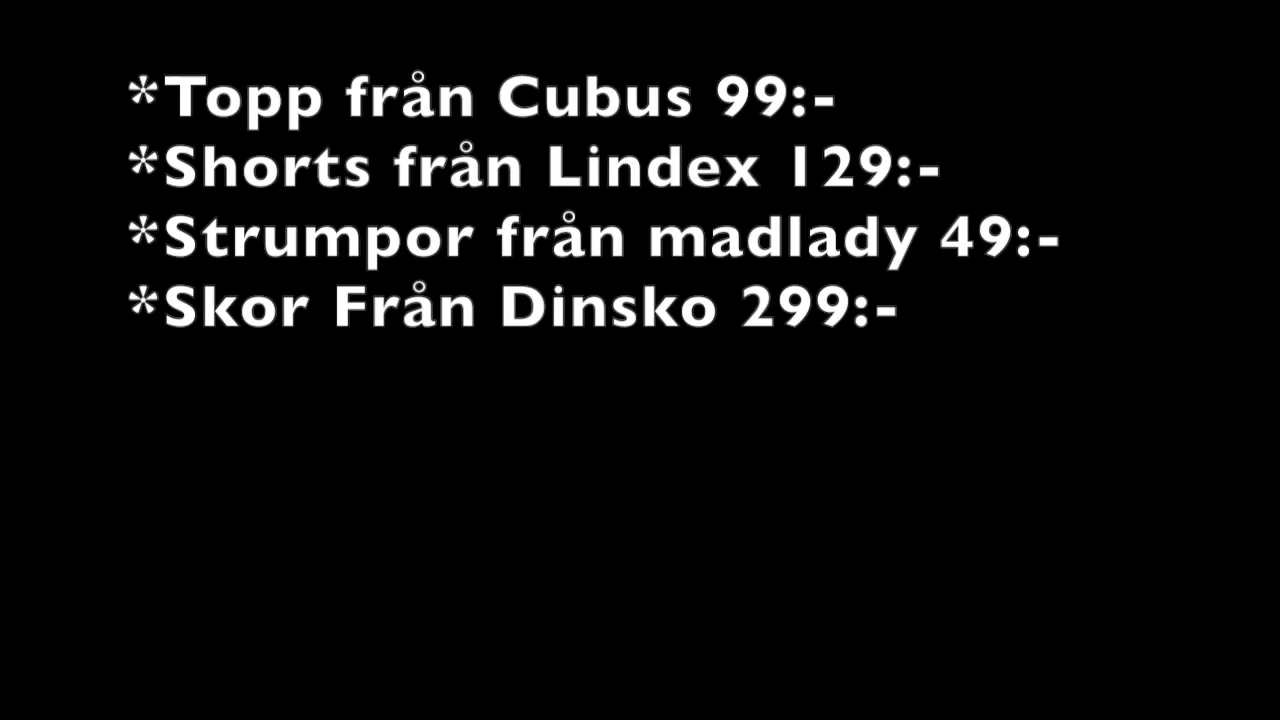 *Topp från Cubus 99:-
*Shorts från Lindex 129:-
*Strumpor från madlady 49:-
*Skor Från Dinsko 299:-